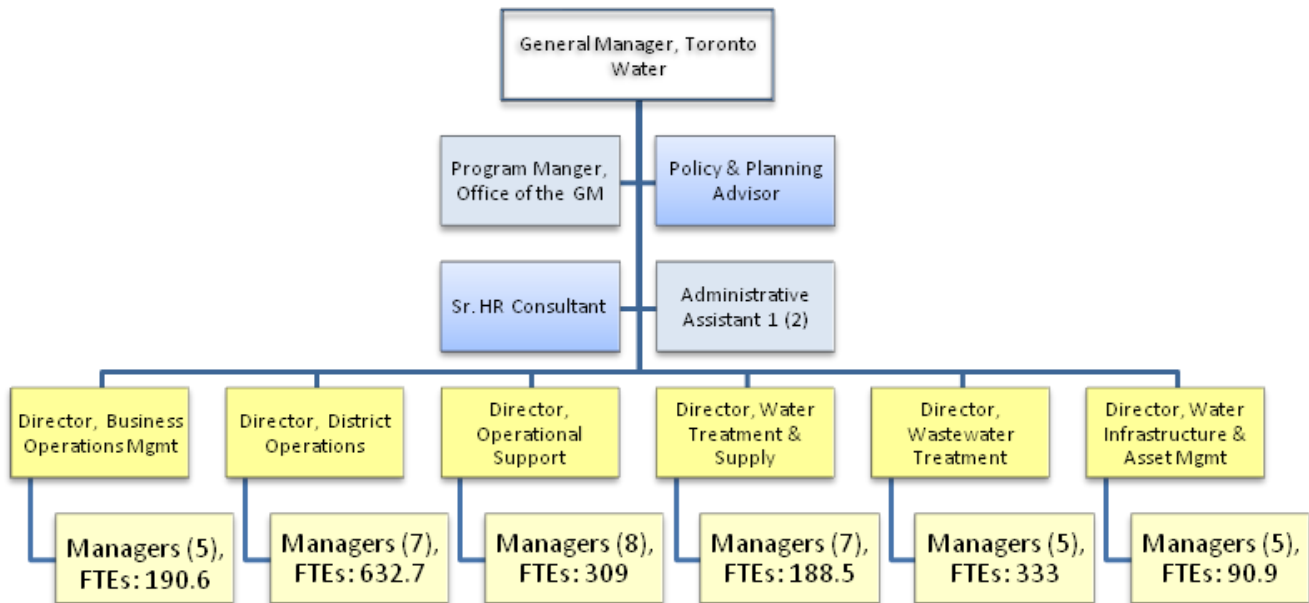 General Manager, Toronto
Water
Program Manger,
Office of the GM
Policy & Planning
Advisor
Sr. HR Consultant
Administrative
Assistant 1 (2)
Director, Business
Operations Mgmt
Director, District
Operations
Director,
Operational
Support
Director, Water
Treatment &
Supply
Director,
Wastewater
Treatment
Director, Water
Infrastructure &
Asset Mgmt
Managers (5),
FTEs: 190.6
Managers (7),
FTEs: 632.7
Managers (8),
FTEs: 309
Managers (7),
FTEs: 188.5
Managers (5),
FTEs: 333
Managers (5),
FTEs: 90.9